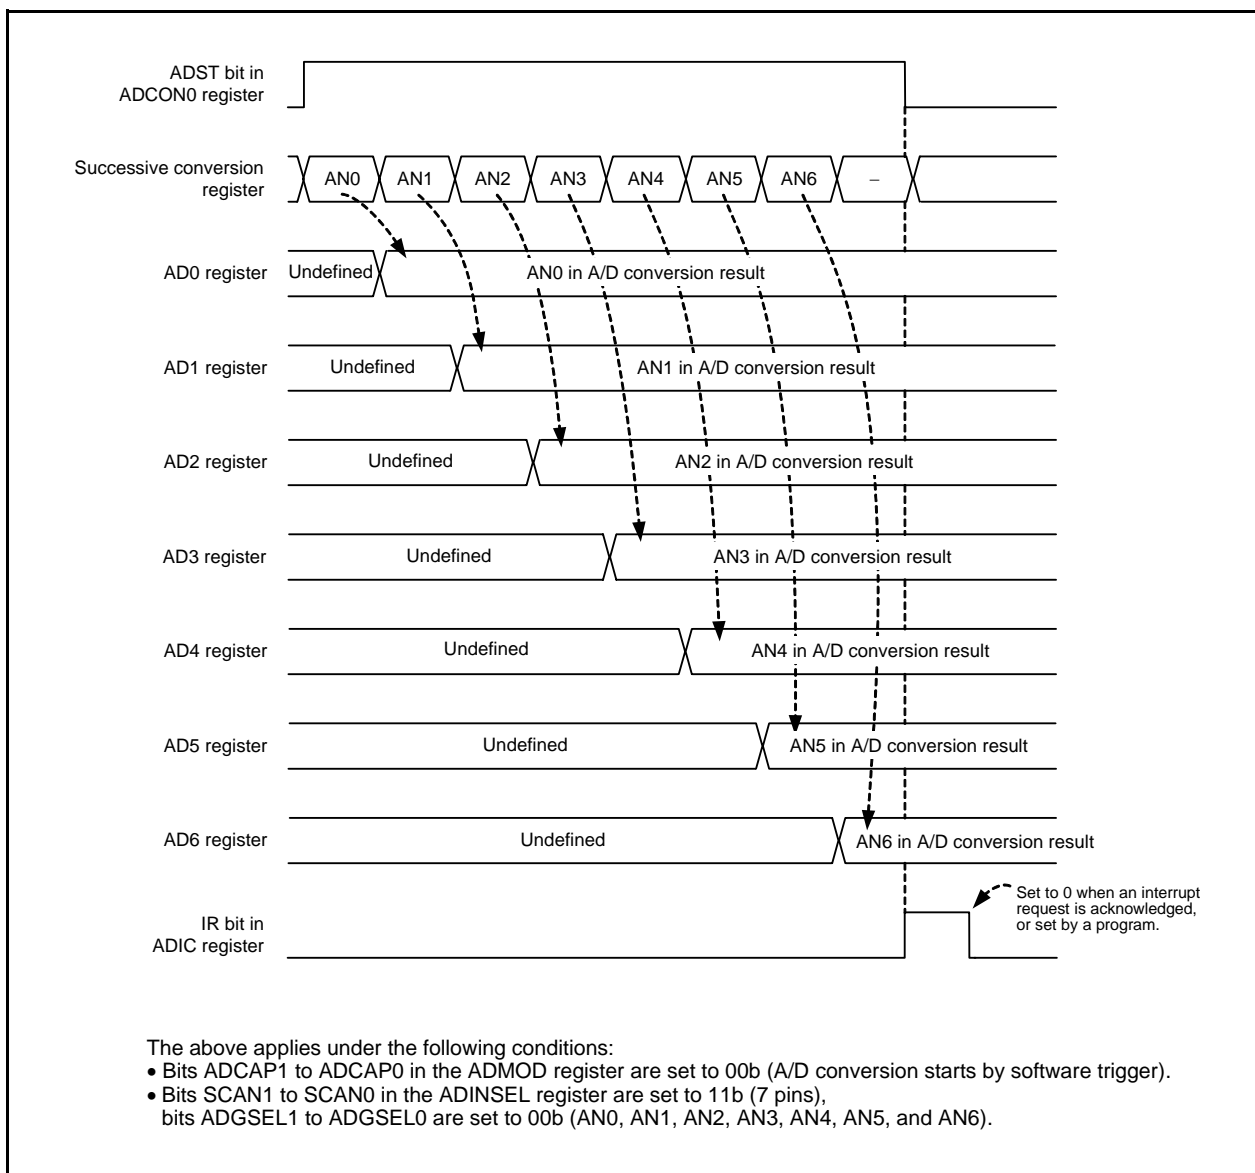 ADST bit in
ADCON0 register
Successive conversion
register
AN0 AN1 AN2 AN3 AN4 AN5 AN6 –
AD0 register Undefined AN0 in A/D conversion result
AD1 register Undefined AN1 in A/D conversion result
AD2 register Undefined AN2 in A/D conversion result
AD3 register Undefined AN3 in A/D conversion result
AD4 register Undefined AN4 in A/D conversion result
AD5 register Undefined AN5 in A/D conversion result
AD6 register Undefined AN6 in A/D conversion result
IR bit in
ADIC register
Set to 0 when an interrupt
request is acknowledged,
or set by a program.
The above applies under the following conditions:
• Bits ADCAP1 to ADCAP0 in the ADMOD register are set to 00b (A/D conversion starts by software trigger).
• Bits SCAN1 to SCAN0 in the ADINSEL register are set to 11b (7 pins),
bits ADGSEL1 to ADGSEL0 are set to 00b (AN0, AN1, AN2, AN3, AN4, AN5, and AN6).